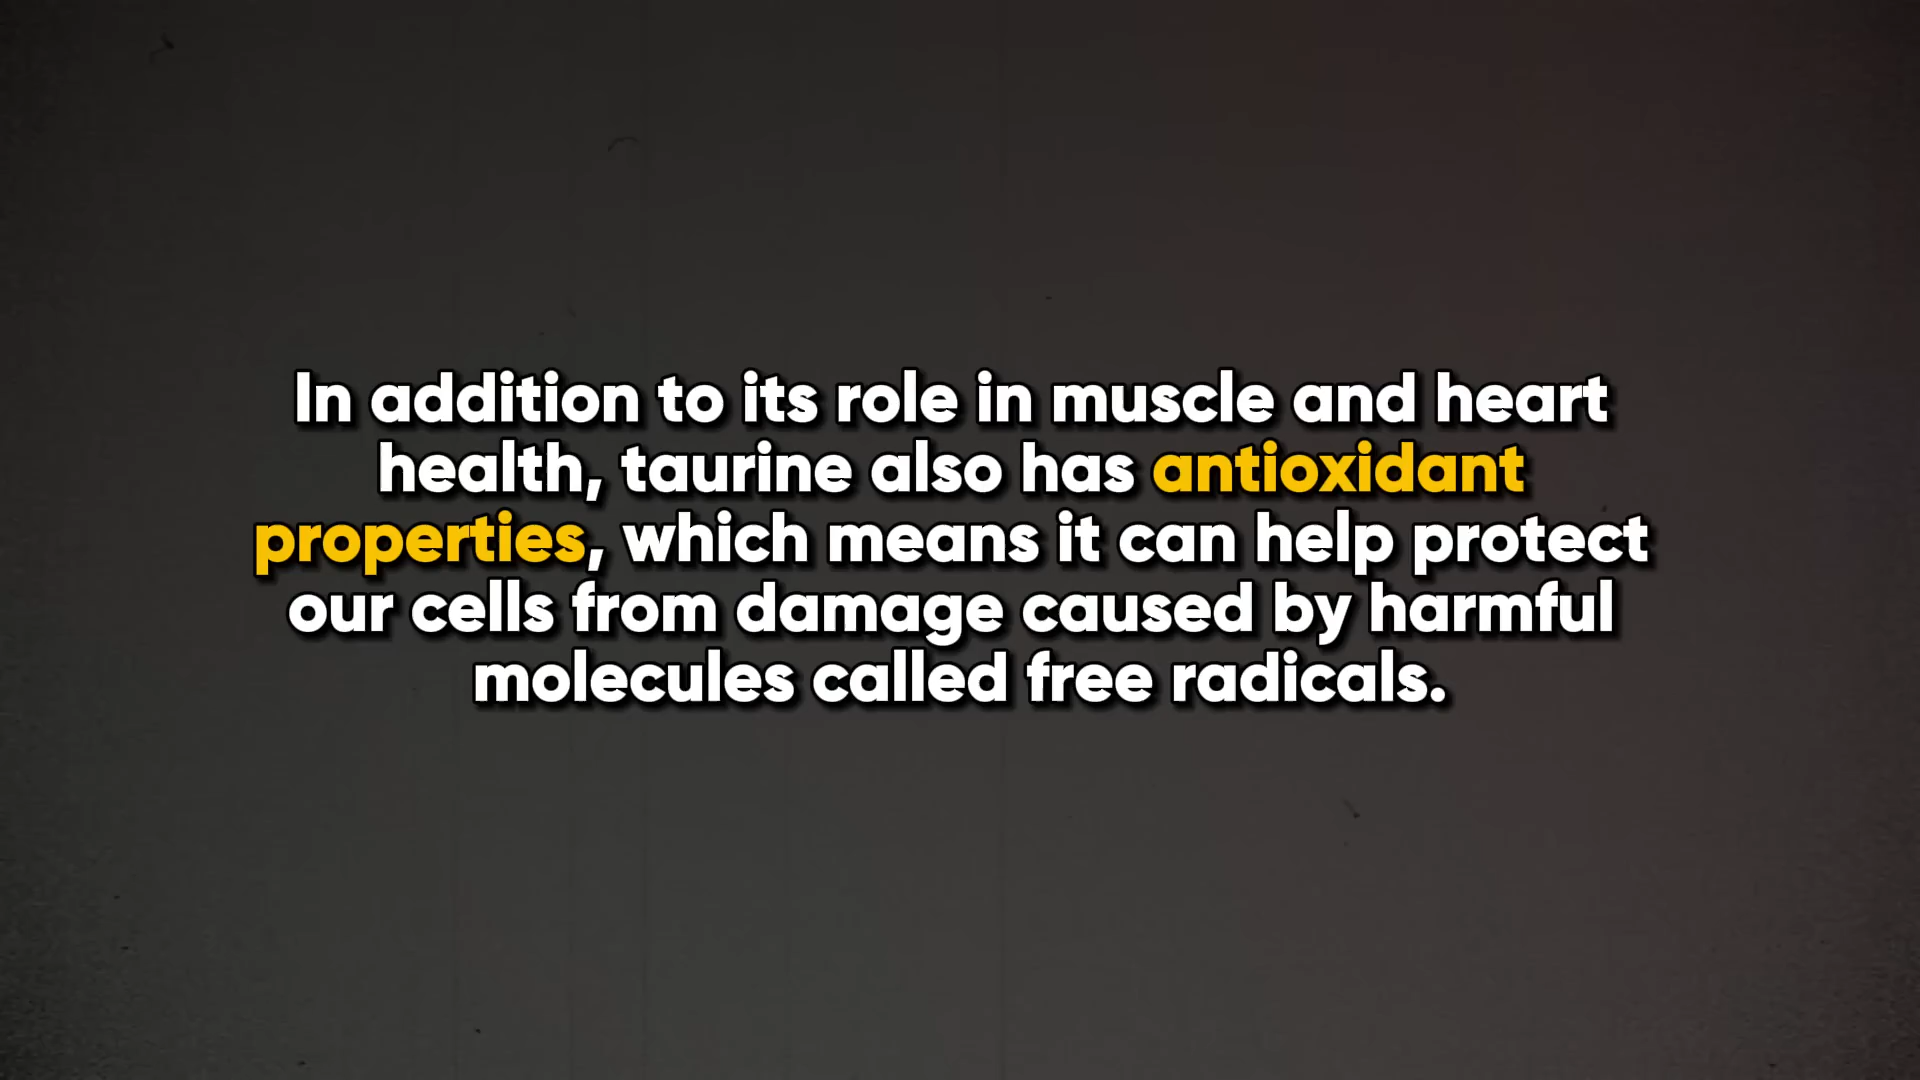 In addition to its role in muscle and heart
health, taurine also has antioxidant
properties, which means it can help protect
our cells from damage caused by harmful
molecules called free radicals.